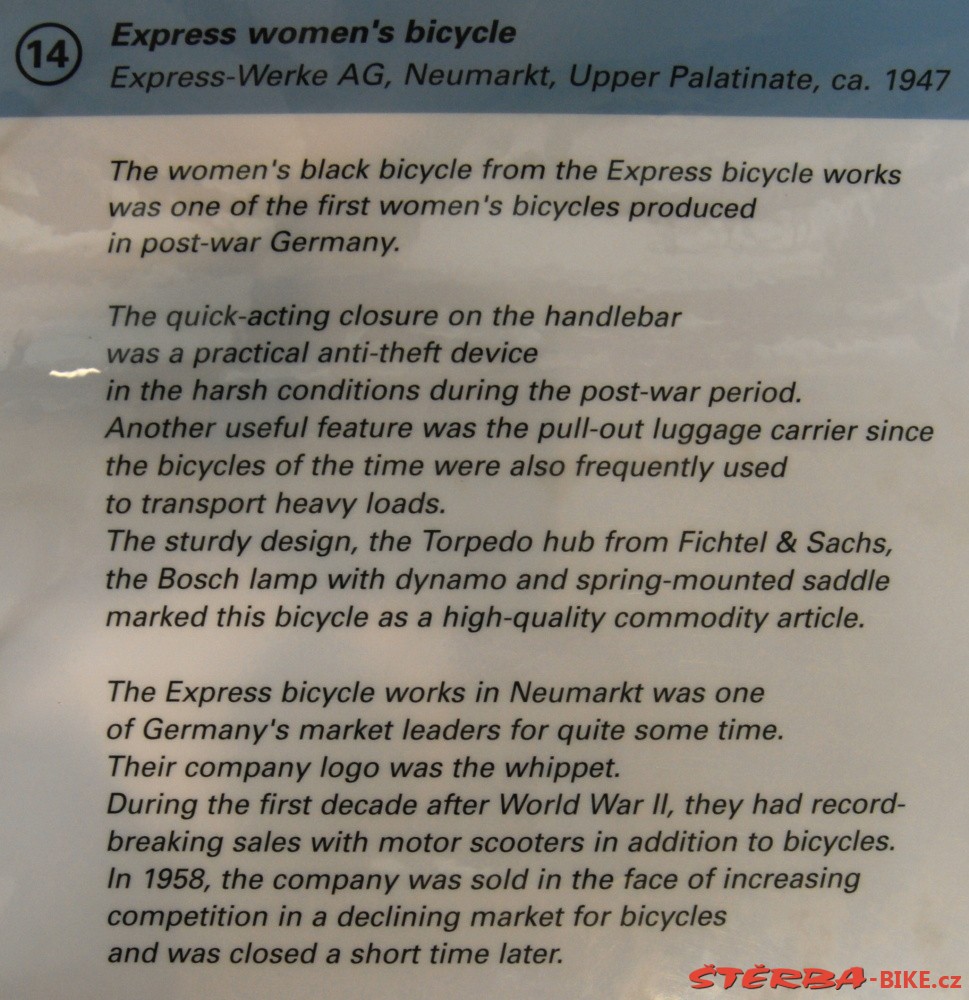 14
Express women's bicycle
Express-Werke AG, Neumarkt, Upper Palatinate, ca. 1947
The women's black bicycle from the Express bicycle works
was one of the first women's bicycles produced
in post-war Germany.
The quick-acting closure on the handlebar
was a practical anti-theft device
in the harsh conditions during the post-war period.
Another useful feature was the pull-out luggage carrier since
the bicycles of the time were also frequently used
to transport heavy loads.
The sturdy design, the Torpedo hub from Fichtel & Sachs,
the Bosch lamp with dynamo and spring-mounted saddle
marked this bicycle as a high-quality commodity article.
The Express bicycle works in Neumarkt was one
of Germany's market leaders for quite some time.
Their company logo was the whippet.
During the first decade after World War II, they had record-
breaking sales with motor scooters in addition to bicycles.
In 1958, the company was sold in the face of increasing
competition in a declining market for bicycles
and was closed a short time later.
ŠTĚRBA-BIKE.cz